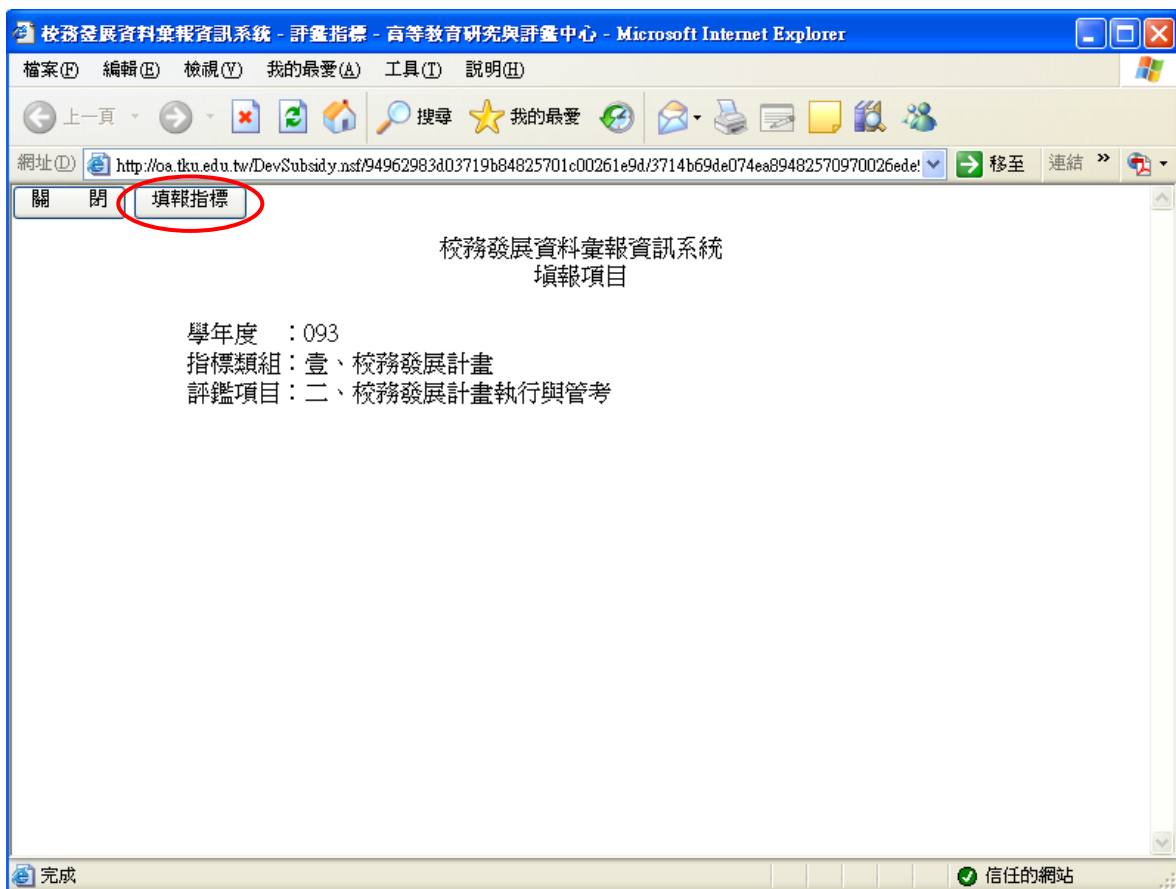 校務發展資料彙報資訊系統 - 評鑑指標 - 高等教育研究與評鑑中心 - Microsoft Internet Explorer
檔案(F) 編輯(E) 檢視(V) 我的最愛(A) 工具(T) 說明(H)
上一頁 搜尋 我的最愛
網址(D) http://oa.tku.edu.tw/DevSubsidy.nsf/94962983d03719b84825701c00261e9d/3714b69de074ea89482570970026ede! 移至 連結 »
關 閉 填報指標
校務發展資料彙報資訊系統
填報項目
學年度 :093
指標類組:壹、校務發展計畫
評鑑項目:二、校務發展計畫執行與管考
完成 信任的網站